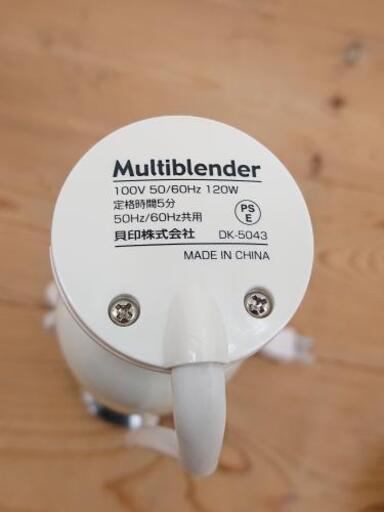 Multiblender
100V 50/60Hz 120W
定格時間5分
50Hz/60Hz共用
PS
E
貝印株式会社 DK-5043
MADE IN CHINA